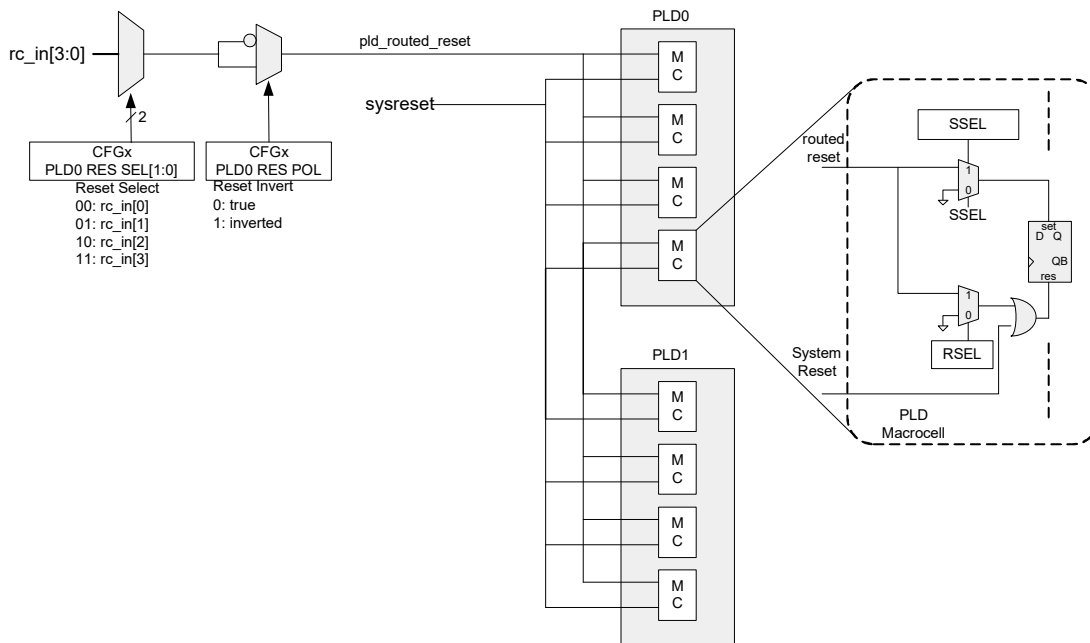 rc_in[3:0]
2
CFGx
PLD0 RES SEL[1:0]
Reset Select
00: rc_in[0]
01: rc_in[1]
10: rc_in[2]
11: rc_in[3]
CFGx
PLD0 RES POL
Reset Invert
0: true
1: inverted
pld_routed_reset
sysreset
PLD0
M
C
M
C
M
C
M
C
PLD1
M
C
M
C
M
C
M
C
routed
reset
SSEL
1
0
SSEL
set
D Q
QB
res
1
0
RSEL
System
Reset
PLD
Macrocell